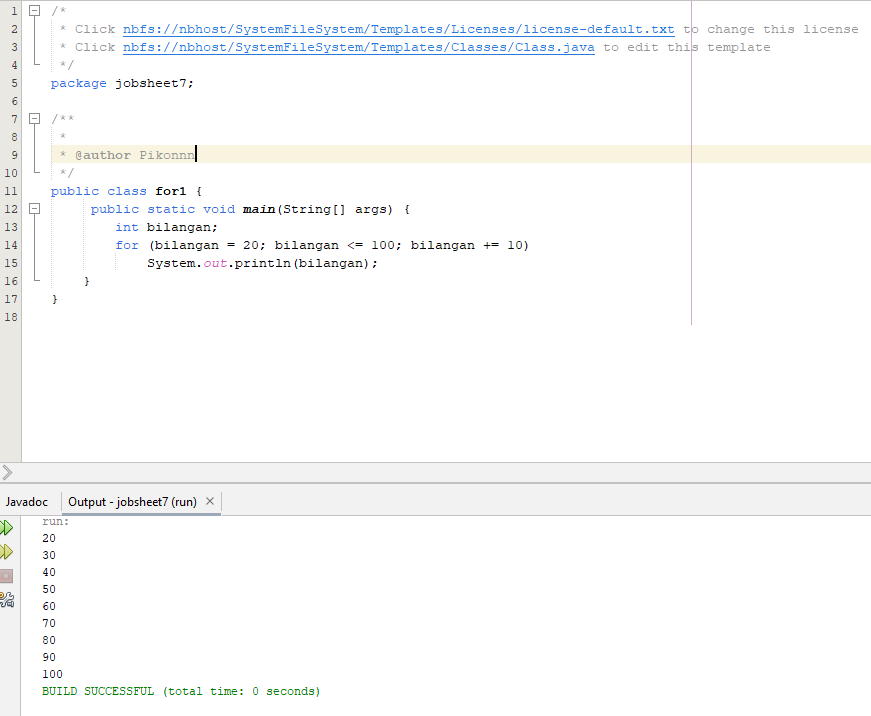 1 /*
2 * Click nbfs://nbhost/SystemFileSystem/Templates/Licenses/license-default.txt to change this license
3 * Click nbfs://nbhost/SystemFileSystem/Templates/Classes/Class.java to edit this template
4 */
5 package jobsheet7;
6
7 /**
8 *
9 * @author Pikonnn
10 */
11 public class for1 {
12 public static void main(String[] args) {
13 int bilangan;
14 for (bilangan = 20; bilangan <= 100; bilangan += 10)
15 System.out.println(bilangan);
16 }
17 }
18
Javadoc Output - jobsheet7 (run) ×
run:
20
30
40
50
60
70
80
90
100
BUILD SUCCESSFUL (total time: 0 seconds)